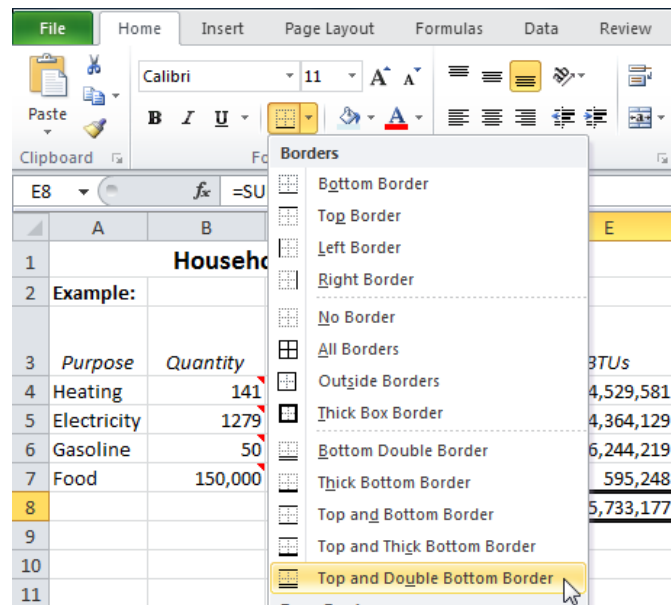 File Home Insert Page Layout Formulas Data Review
Calibri 11 A A
Paste B I U A a
Clipboard Fo
E8 fx =SU
Borders
Bottom Border
Top Border
Left Border
Right Border
No Border
All Borders
Outside Borders
Thick Box Border
Bottom Double Border
Thick Bottom Border
Top and Bottom Border
Top and Thick Bottom Border
Top and Double Bottom Border
A B E
1 Househo
2 Example:
3 Purpose Quantity BTUs
4 Heating 141 4,529,581
5 Electricity 1279 4,364,129
6 Gasoline 50 6,244,219
7 Food 150,000 595,248
8 5,733,177
9
10
11